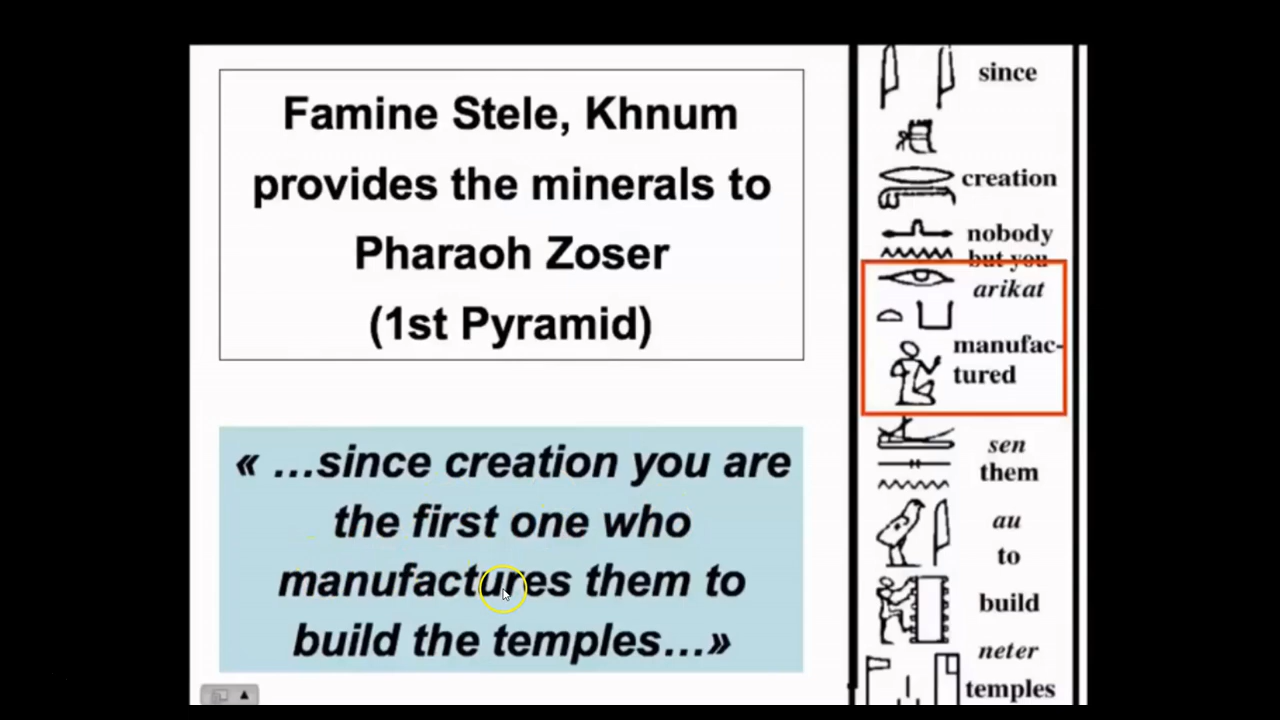 Famine Stele, Khnum
provides the minerals to
Pharaoh Zoser
(1st Pyramid)
« ...since creation you are
the first one who
manufactures them to
build the temples...»
since
creation
nobody
but you
arikat
manufac-
tured
sen
them
au
to
build
neter
temples